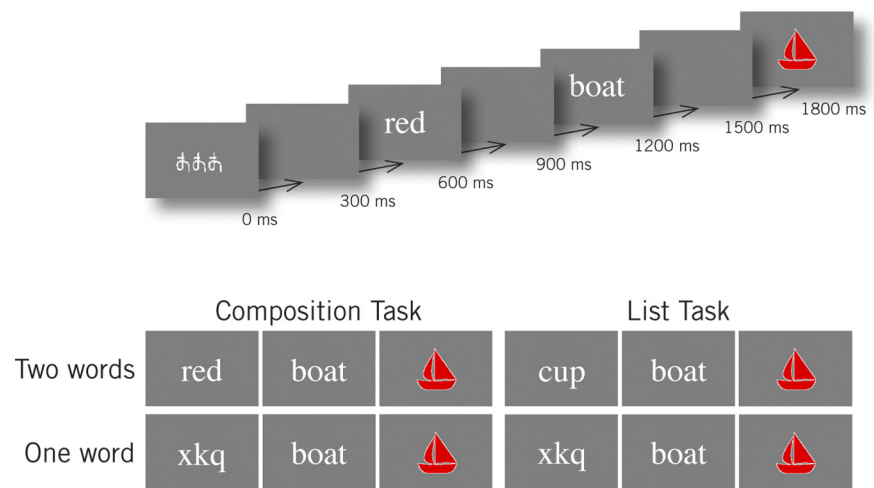 red
boat
0 ms
300 ms
600 ms
900 ms
1200 ms
1500 ms
1800 ms
Composition Task List Task
Two words red boat cup boat
One word xkq boat xkq boat